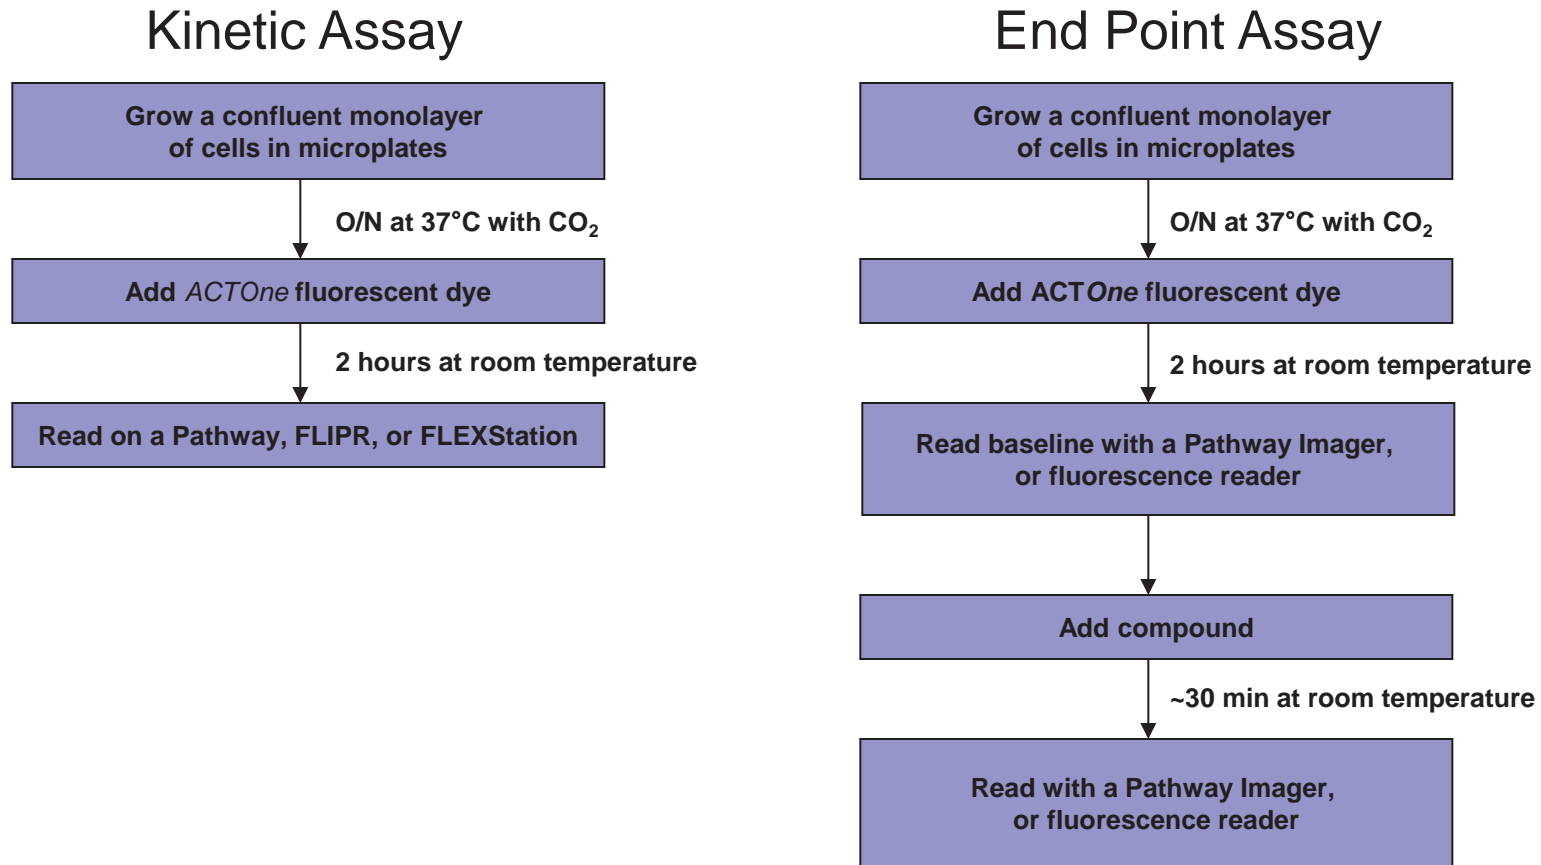 Kinetic Assay
Grow a confluent monolayer
of cells in microplates
O/N at 37°C with CO₂
Add ACTOne fluorescent dye
2 hours at room temperature
Read on a Pathway, FLIPR, or FLEXStation
End Point Assay
Grow a confluent monolayer
of cells in microplates
O/N at 37°C with CO₂
Add ACTOne fluorescent dye
2 hours at room temperature
Read baseline with a Pathway Imager,
or fluorescence reader
Add compound
~30 min at room temperature
Read with a Pathway Imager,
or fluorescence reader